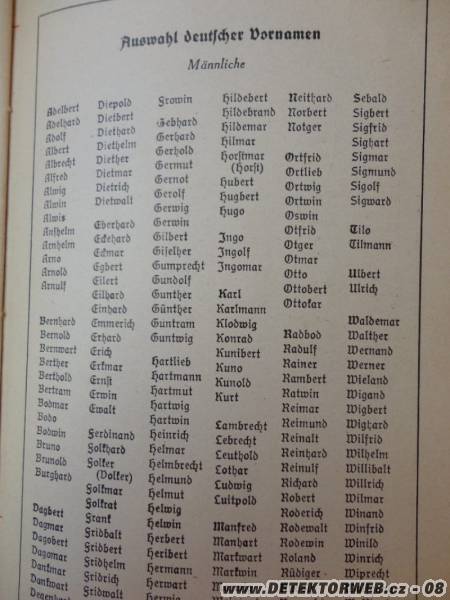 Auswahl deutscher Vornamen
Männliche
Adelbert
Adelhard
Adolf
Albert
Albrecht
Alfred
Alwig
Alwin
Alwis
Anshelm
Arnhelm
Arno
Arnold
Arnulf
Bernhard
Bernold
Bernwart
Berther
Berthold
Bertram
Bodmar
Bodo
Bodwin
Bruno
Brunold
Burghard
Dagbert
Dagmar
Dagobert
Dagomar
Dankmar
Dankwart
Degenhard
Diepold
Dietbert
Diethard
Diethelm
Diether
Dietmar
Dietrich
Dietwalt
Eberhard
Eckehard
Eckmar
Egbert
Eilert
Eilhard
Einhard
Emmerich
Erhard
Erich
Erkmar
Ernst
Erwin
Ewalt
Ferdinand
Folkhard
Folker
(Volker)
Folkmar
Folkrat
Frank
Fridbalt
Fridbert
Fridhelm
Fridrich
Frowin
Gebhard
Gerhard
Gerhold
Germut
Gernot
Gerolf
Gerwig
Gerwin
Gilbert
Giselher
Gumprecht
Gundolf
Gunther
Günther
Guntram
Guntwig
Hartlieb
Hartmann
Hartmut
Hartwig
Hartwin
Heinrich
Helmar
Helmbrecht
Helmund
Helmut
Helwig
Helwin
Herbert
Heribert
Hermann
Herwart
Hildebert
Hildebrand
Hildemar
Hilmar
Horstmar
(Horst)
Hubert
Hugbert
Hugo
Ingo
Ingolf
Ingomar
Karl
Karlmann
Klodwig
Konrad
Kunibert
Kuno
Kunold
Kurt
Lambrecht
Lebrecht
Leuthold
Lothar
Ludwig
Luitpold
Manfred
Manhart
Markwart
Neithard
Norbert
Notger
Ortfrid
Ortlieb
Ortwig
Ortwin
Oswin
Otfrid
Otger
Otmar
Otto
Ottobert
Ottokar
Radbod
Radulf
Rainer
Rambert
Ratwin
Reimar
Reimund
Reinalt
Reinhard
Reinulf
Richard
Robert
Roderich
Rodewalt
Rodewin
Roland
Rüdiger
Sebald
Sigbert
Sigfrid
Sighart
Sigmar
Sigmund
Sigolf
Sigward
Tilo
Tilmann
Ulbert
Ulrich
Waldemar
Walther
Wernand
Werner
Wieland
Wigand
Wigbert
Wighard
Wilfrid
Wilhelm
Willibalt
Willrich
Wilmar
Winand
Winfrid
Winild
Winrich
Wiprecht
www.DETEKTORWEB.cz - 08